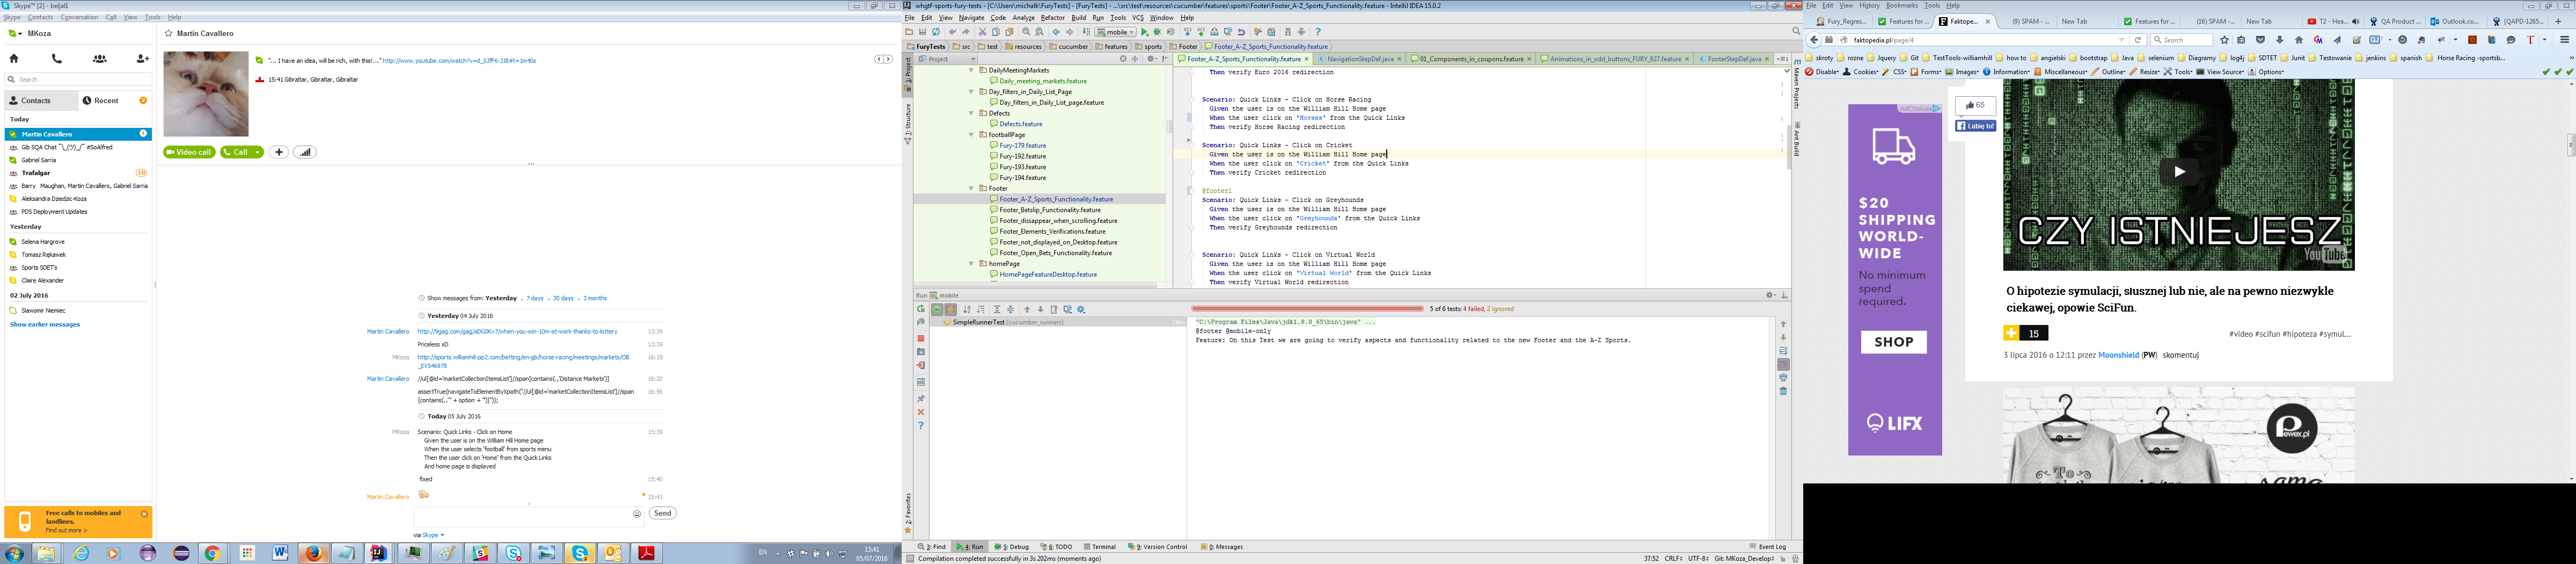 Skype™ [2] - beljal1
Skype Contacts Conversation Call View Tools Help
MKoza
Search
Contacts
Recent 2
Today
Martin Cavallero 1
Gib SQA Chat ¯\_(ツ)_/¯ #SoAlfred
Gabriel Sarria
Trafalgar 10
Barry Maughan, Martin Cavallero, Gabriel Sarria
Aleksandra Dziedzic-Koza
PDS Deployment Updates
Yesterday
Selena Hargrove
Tomasz Rękawek
Sports SDET's
Claire Alexander
02 July 2016
Slawomir Niemiec
Show earlier messages
Free calls to mobiles and landlines.
Find out more >
Martin Cavallero
15:41 Gibraltar, Gibraltar, Gibraltar
Video call
Call
Show messages from: Yesterday • 7 days • 30 days • 3 months
Yesterday 04 July 2016
Martin Cavallero http://9gag.com/gag/aDG0Kv7/when-you-win-10m-at-work-thanks-to-lottery 13:39
Priceless xD 13:39
MKoza http://sports.williamhill-pp2.com/betting/en-gb/horse-racing/meetings/markets/OB_EV546978 16:19
Martin Cavallero //ul[@id='marketCollectionItemsList']//span[contains(.,'Distance Markets')] 16:20
assertTrue(navigateToElementByXpath("//ul[@id='marketCollectionItemsList']//span[contains(.,'" + option + "')]")); 16:56
Today 05 July 2016
MKoza Scenario: Quick Links - Click on Home 15:39
Given the user is on the William Hill Home page
When the user selects 'football' from sports menu
Then the user click on 'Home' from the Quick Links
And home page is displayed
fixed 15:40
Martin Cavallero 15:41
Send
via Skype
EN
15:41
05/07/2016
whgtf-sports-fury-tests - [C:\Users\michalk\FuryTests] - [FuryTests] - ...\src\test\resources\cucumber\features\sports\Footer\Footer_A-Z_Sports_Functionality.feature - IntelliJ IDEA 15.0.2
File Edit View Navigate Code Analyze Refactor Build Run Tools VCS Window Help
mobile
FuryTests src test resources cucumber features sports Footer Footer_A-Z_Sports_Functionality.feature
Project
Footer_A-Z_Sports_Functionality.feature NavigationStepDef.java 01_Components_in_coupons.feature Animations_in_odd_buttons_FURY_827.feature FooterStepDef.java
1: Project
7: Structure
2: Favorites
Maven Projects
Ant Build
DailyMeetingMarkets
Daily_meeting_markets.feature
Day_filters_in_Daily_List_Page
Day_filters_in_Daily_List_page.feature
Defects
Defects.feature
footballPage
Fury-179.feature
Fury-192.feature
Fury-193.feature
Fury-194.feature
Footer
Footer_A-Z_Sports_Functionality.feature
Footer_Betslip_Functionality.feature
Footer_dissappear_when_scrolling.feature
Footer_Elements_Verifications.feature
Footer_not_displayed_on_Desktop.feature
Footer_Open_Bets_Functionality.feature
homePage
HomePageFeatureDesktop.feature
Then verify Euro 2016 redirection
Scenario: Quick Links - Click on Horse Racing
Given the user is on the William Hill Home page
When the user click on "Horses" from the Quick Links
Then verify Horse Racing redirection
Scenario: Quick Links - Click on Cricket
Given the user is on the William Hill Home page
When the user click on "Cricket" from the Quick Links
Then verify Cricket redirection
@footer1
Scenario: Quick Links - Click on Greyhounds
Given the user is on the William Hill Home page
When the user click on "Greyhounds" from the Quick Links
Then verify Greyhounds redirection
Scenario: Quick Links - Click on Virtual World
Given the user is on the William Hill Home page
When the user click on "Virtual World" from the Quick Links
Then verify Virtual World redirection
Run mobile
5 of 6 tests: 4 failed, 2 ignored
SimpleRunnerTest (cucumber_runners)
"C:\Program Files\Java\jdk1.8.0_65\bin\java" ...
@footer @mobile-only
Feature: On this Test we are going to verify aspects and functionality related to the new Footer and the A-Z Sports.
3: Find 4: Run 5: Debug 6: TODO Terminal 9: Version Control 0: Messages Event Log
Compilation completed successfully in 3s 202ms (moments ago)
37:52 CRLF UTF-8 Git: MKoza_Develop
File Edit View History Bookmarks Tools Help
Fury_Regres... Features for ... Faktope... (9) SPAM - ... New Tab Features for ... (16) SPAM -... New Tab T2 - Hea... QA Product ... Outlook.co... [QAPD-1265...
faktopedia.pl/page/4
Search
skroty rozne Jquery Git TestTools-williamhill how to angielski bootstrap Java selenium Diagramy log4j SDTET Junit Testowanie jenkins spanish Horse Racing -sportsb...
Disable Cookies CSS Forms Images Information Miscellaneous Outline Resize Tools View Source Options
AdChoices
$20
SHIPPING
WORLD-
WIDE
No minimum
spend
required.
SHOP
LIFX
65
Lubię to!
CZY ISTNIEJESZ
YouTube
O hipotezie symulacji, słusznej lub nie, ale na pewno niezwykle
ciekawej, opowie SciFun.
15
#video #scifun #hipoteza #symul...
3 lipca 2016 o 12:11 przez Moonshield (PW) skomentuj
Pewex.pl